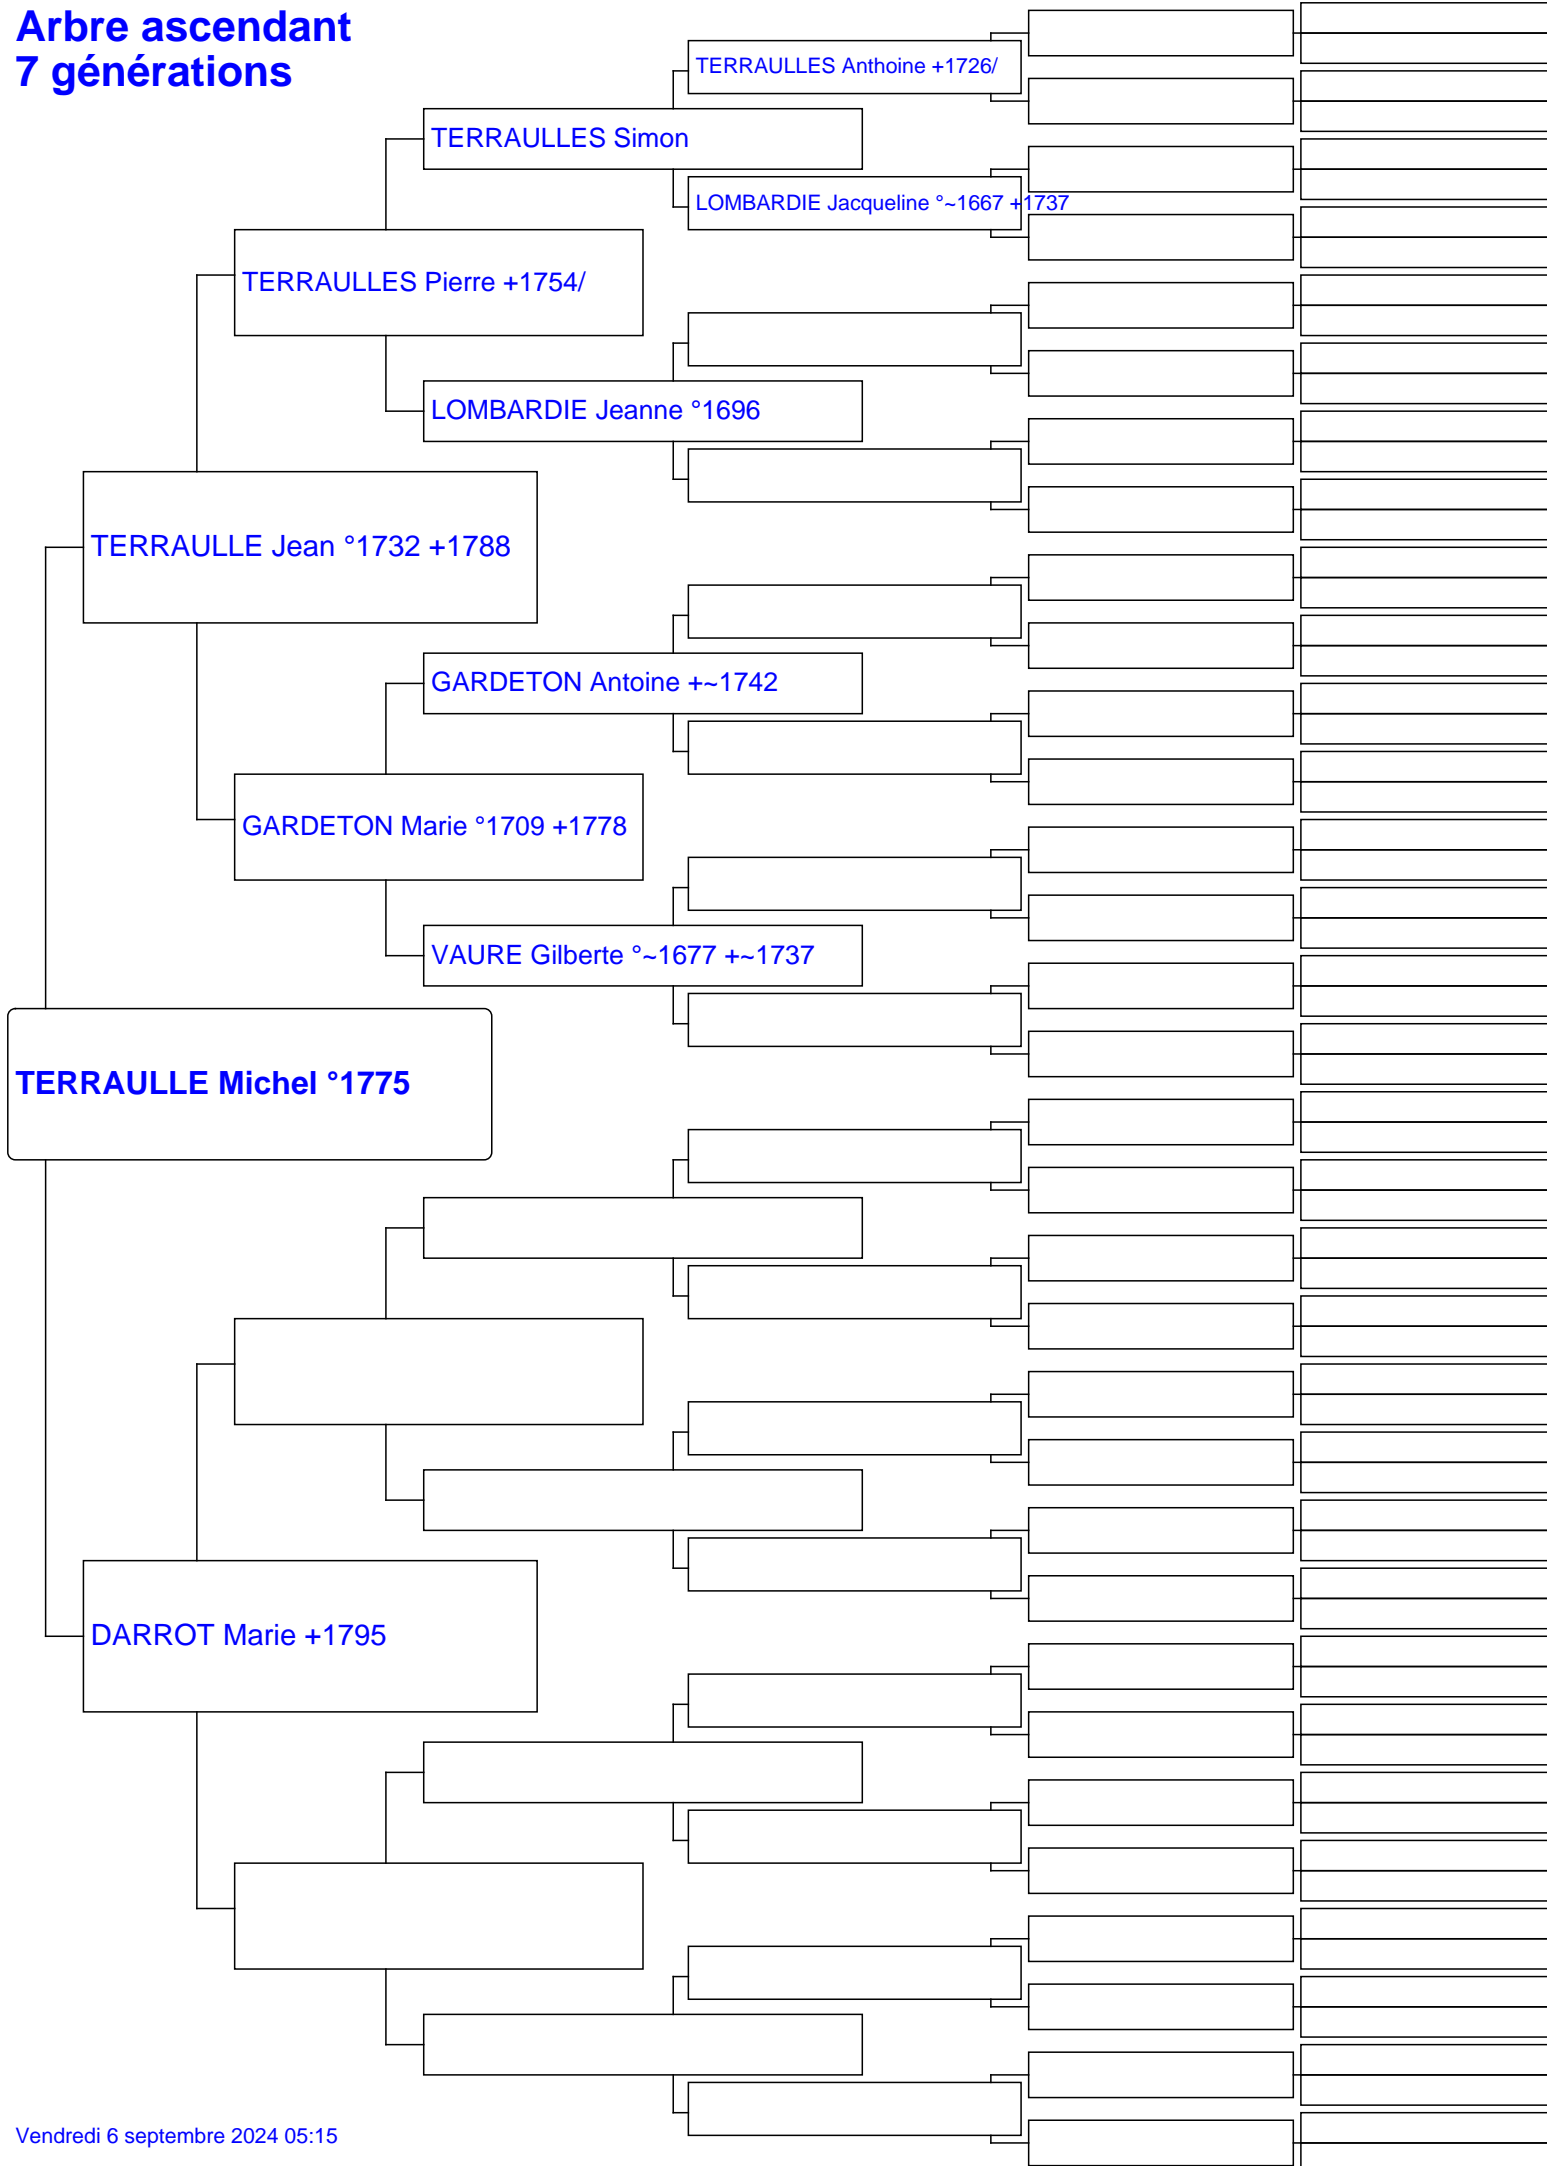 Arbre ascendant
7 générations
TERRAULLES Anthoine +1726/
TERRAULLES Simon
LOMBARDIE Jacqueline °~1667 +1737
TERRAULLES Pierre +1754/
LOMBARDIE Jeanne °1696
TERRAULLE Jean °1732 +1788
GARDETON Antoine +~1742
GARDETON Marie °1709 +1778
VAURE Gilberte °~1677 +~1737
TERRAULLE Michel °1775
DARROT Marie +1795
Vendredi 6 septembre 2024 05:15